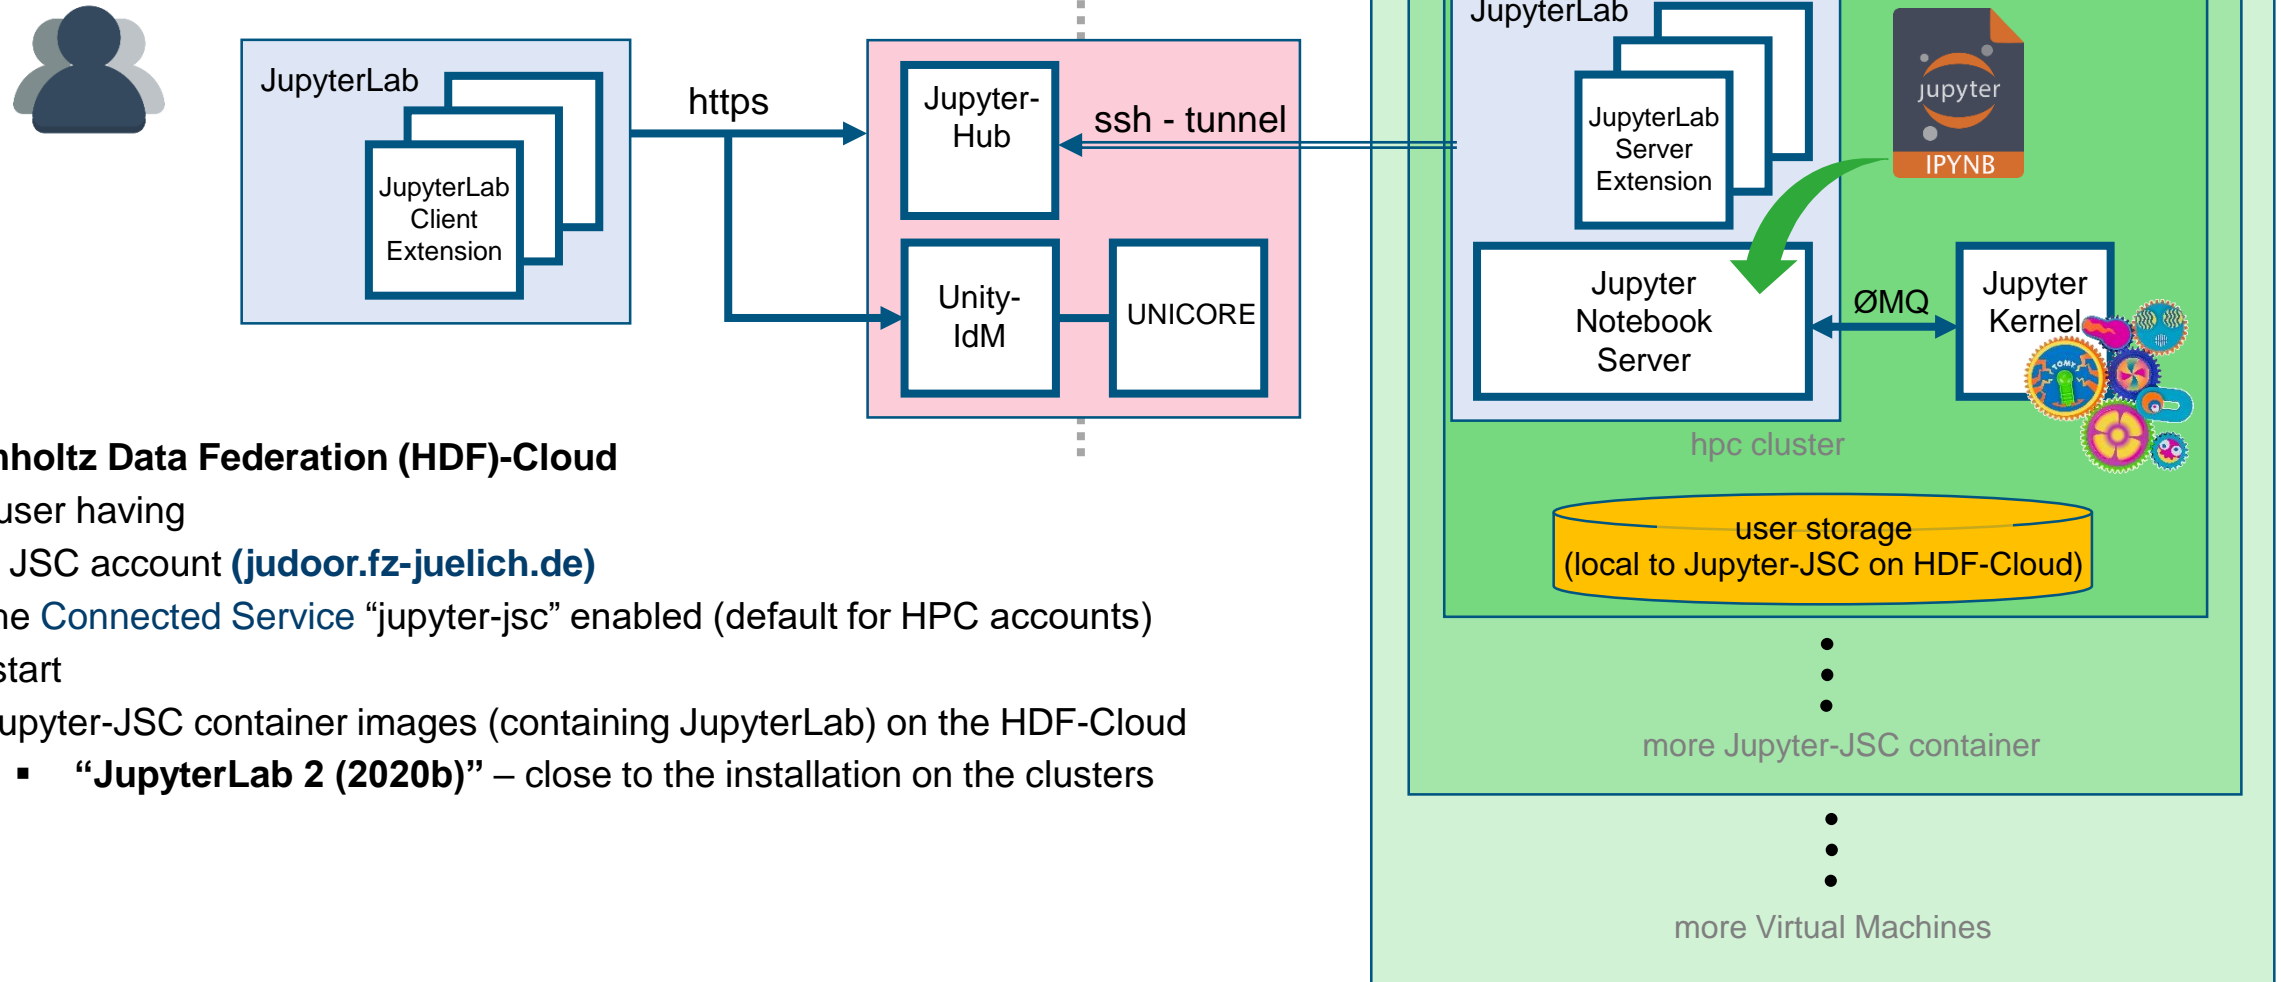 JupyterLab
JupyterLab
Client
Extension
https
Jupyter-
Hub
ssh - tunnel
Unity-
IdM
UNICORE
JupyterLab
JupyterLab
Server
Extension
jupyter
IPYNB
Jupyter
Notebook
Server
ØMQ
Jupyter
Kernel
TOMY
hpc cluster
user storage
(local to Jupyter-JSC on HDF-Cloud)
more Jupyter-JSC container
more Virtual Machines
nholtz Data Federation (HDF)-Cloud
user having
JSC account (judoor.fz-juelich.de)
he Connected Service “jupyter-jsc” enabled (default for HPC accounts)
start
upyter-JSC container images (containing JupyterLab) on the HDF-Cloud
▪ “JupyterLab 2 (2020b)” – close to the installation on the clusters